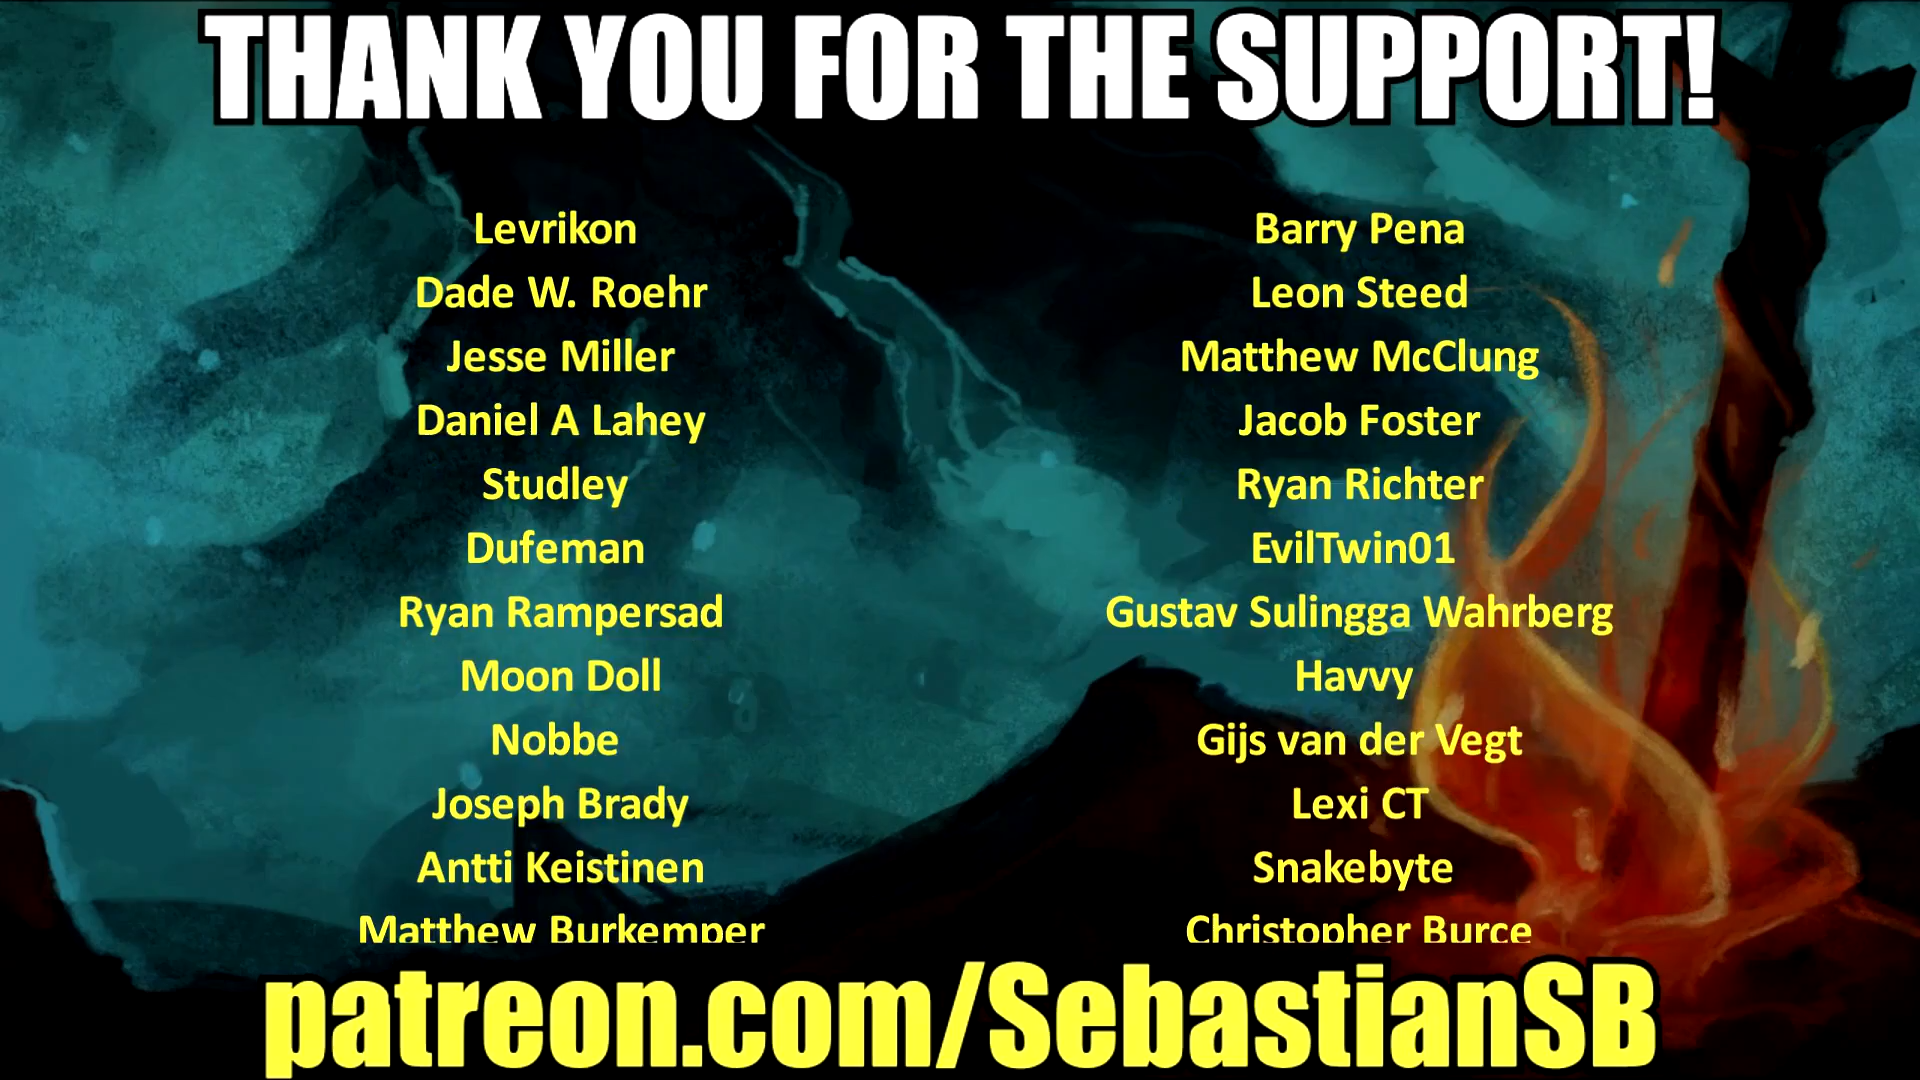 THANK YOU FOR THE SUPPORT!
Levrikon
Dade W. Roehr
Jesse Miller
Daniel A Lahey
Studley
Dufeman
Ryan Rampersad
Moon Doll
Nobbe
Joseph Brady
Antti Keistinen
Matthew Burkemper
Barry Pena
Leon Steed
Matthew McClung
Jacob Foster
Ryan Richter
EvilTwin01
Gustav Sulingga Wahrberg
Havvy
Gijs van der Vegt
Lexi CT
Snakebyte
Christopher Burce
patreon.com/SebastianSB